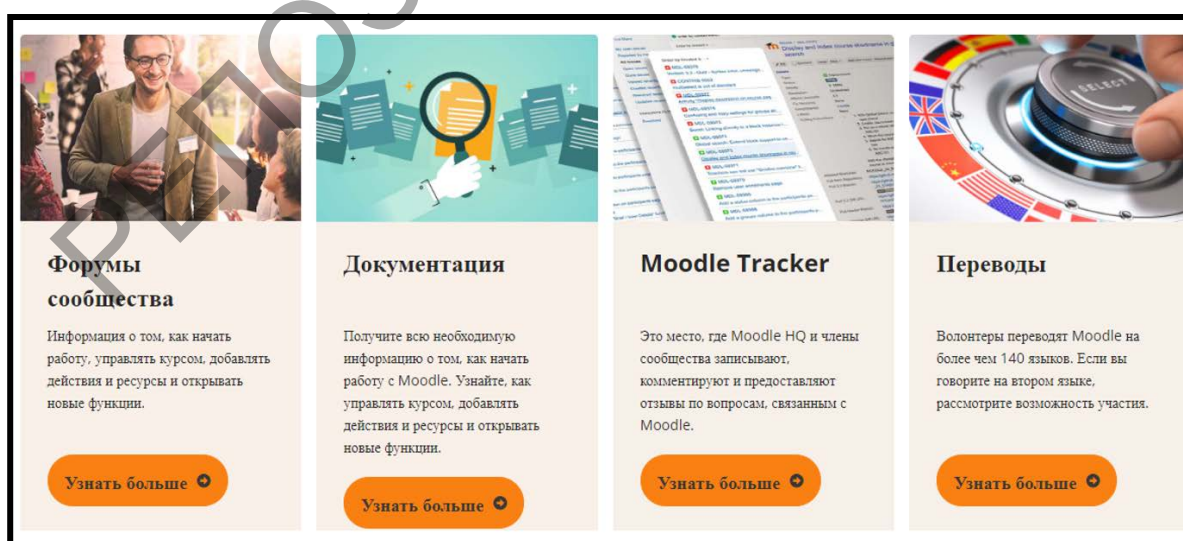 РЕПОЗ
SELECT
Форумы
сообщества
Информация о том, как начать
работу, управлять курсом, добавлять
действия и ресурсы и открывать
новые функции.
Узнать больше
Документация
Получите всю необходимую
информацию о том, как начать
работу с Moodle. Узнайте, как
управлять курсом, добавлять
действия и ресурсы и открывать
новые функции.
Узнать больше
Moodle Tracker
Это место, где Moodle HQ и члены
сообщества записывают,
комментируют и предоставляют
отзывы по вопросам, связанным с
Moodle.
Узнать больше
Переводы
Волонтеры переводят Moodle на
более чем 140 языков. Если вы
говорите на втором языке,
рассмотрите возможность участия.
Узнать больше